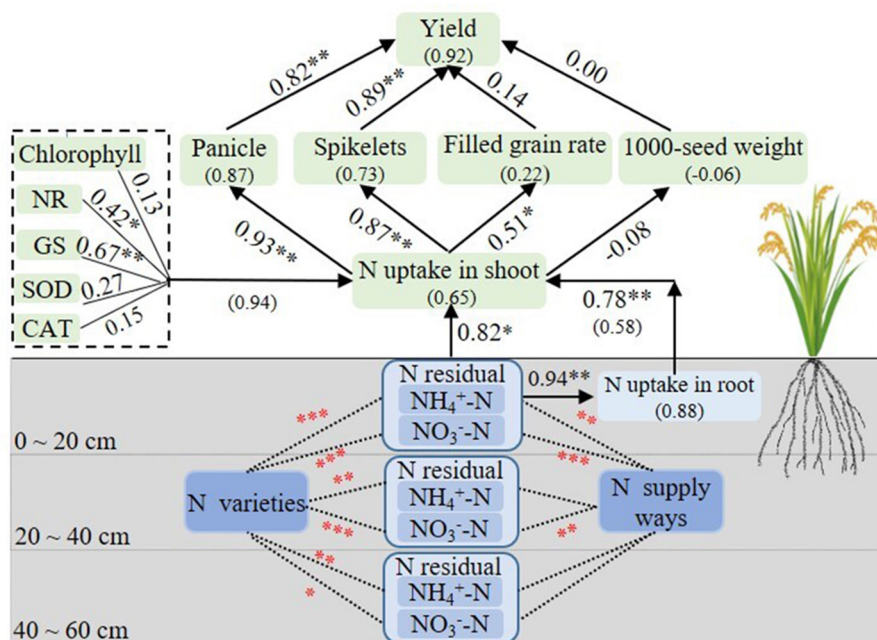 Yield
(0.92)
0.82**
0.89**
0.14
0.00
Chlorophyll
NR
GS
SOD
CAT
0.13
0.42*
0.67**
0.27
0.15
Panicle
(0.87)
Spikelets
(0.73)
Filled grain rate
(0.22)
1000-seed weight
(-0.06)
0.93**
0.87**
0.51*
-0.08
(0.94)
N uptake in shoot
(0.65)
0.78**
(0.58)
0.82*
N residual
NH₄⁺-N
NO₃⁻-N
0.94**
N uptake in root
(0.88)
***
***
**
***
0 ~ 20 cm
N varieties
**
***
N residual
NH₄⁺-N
NO₃⁻-N
**
N supply
ways
20 ~ 40 cm
**
*
N residual
NH₄⁺-N
NO₃⁻-N
40 ~ 60 cm